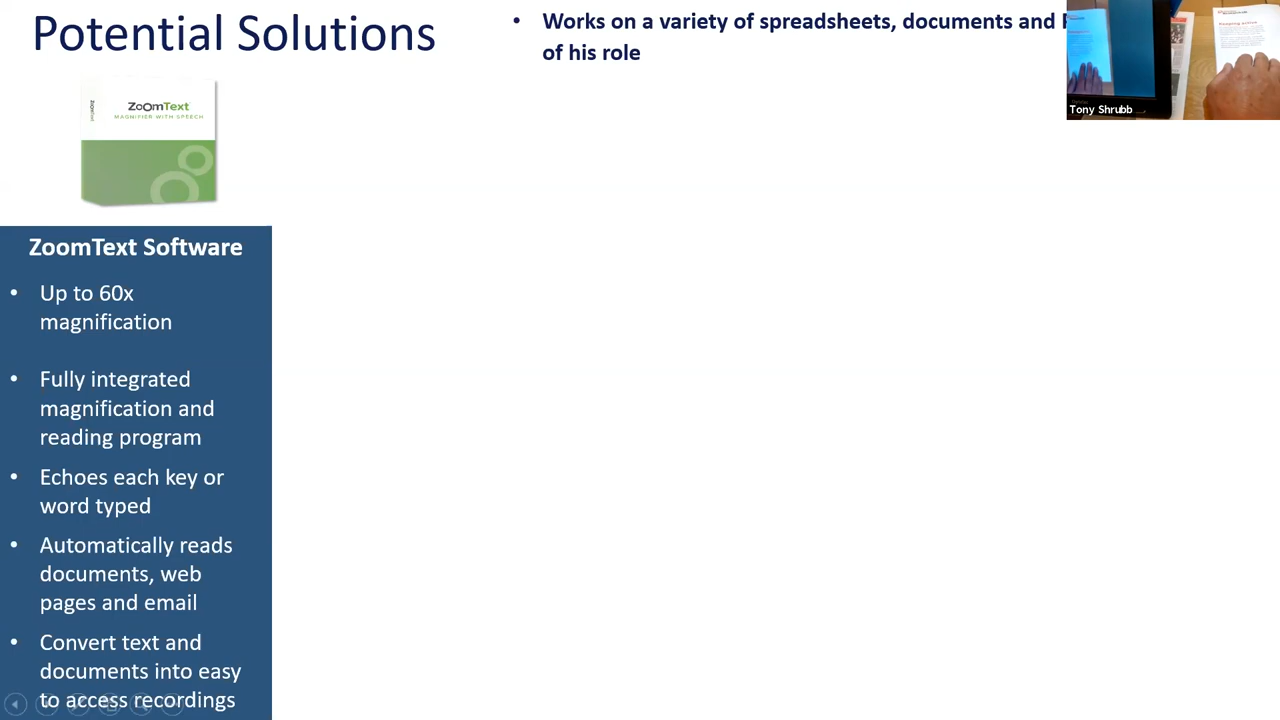 Potential Solutions
• Works on a variety of spreadsheets, documents and
of his role
Tony Shrubb
ZoomText
ZoomText
MAGNIFIER WITH SPEECH
ZoomText Software
• Up to 60x
magnification
• Fully integrated
magnification and
reading program
• Echoes each key or
word typed
• Automatically reads
documents, web
pages and email
• Convert text and
documents into easy
to access recordings